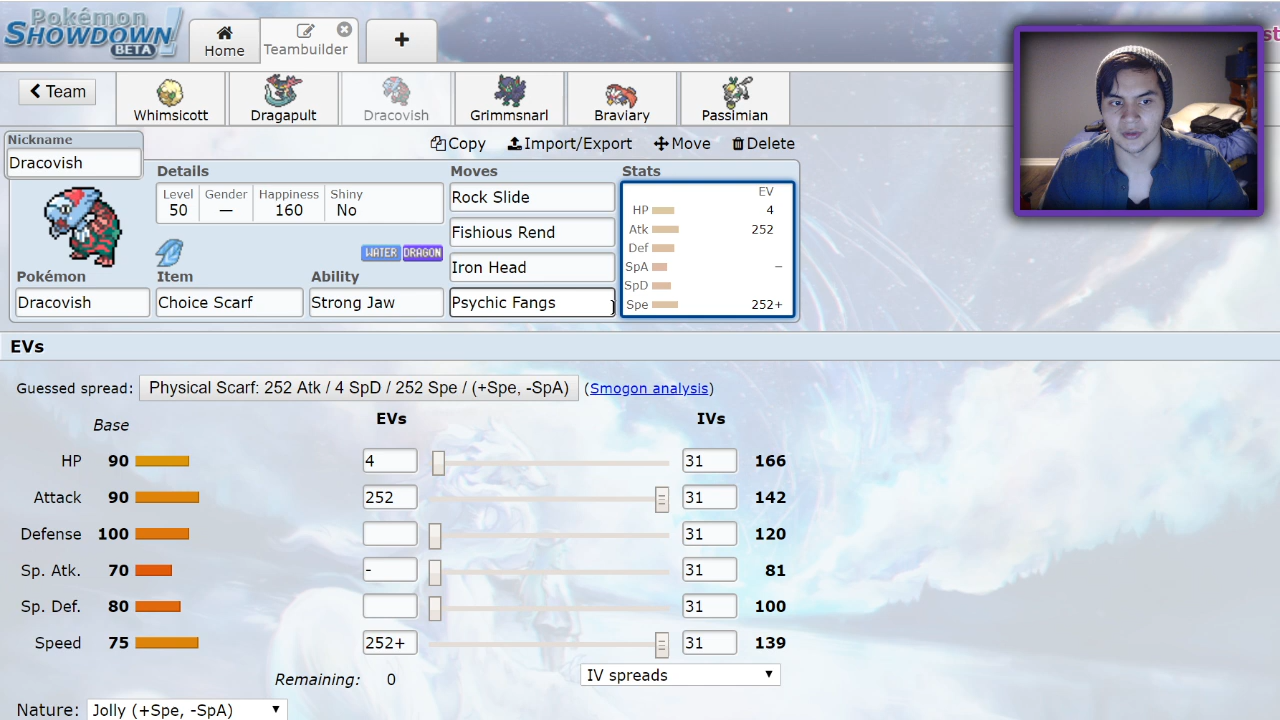 Pokémon
SHOWDOWN!
BETA
Home
Teambuilder
+
st
Team
Whimsicott
Dragapult
Dracovish
Grimmsnarl
Braviary
Passimian
Nickname
Dracovish
Copy
Import/Export
Move
Delete
Details
Moves
Stats
Level
Gender
Happiness
Shiny
50
—
160
No
Rock Slide
Fishious Rend
Iron Head
Psychic Fangs
EV
HP 4
Atk 252
Def
SpA –
SpD
Spe 252+
WATER DRAGON
Pokémon
Item
Ability
Dracovish
Choice Scarf
Strong Jaw
EVs
Guessed spread: Physical Scarf: 252 Atk / 4 SpD / 252 Spe / (+Spe, -SpA) (Smogon analysis)
Base
EVs
IVs
HP 90 4 31 166
Attack 90 252 31 142
Defense 100 31 120
Sp. Atk. 70 - 31 81
Sp. Def. 80 31 100
Speed 75 252+ 31 139
Remaining: 0
IV spreads
Nature: Jolly (+Spe, -SpA)